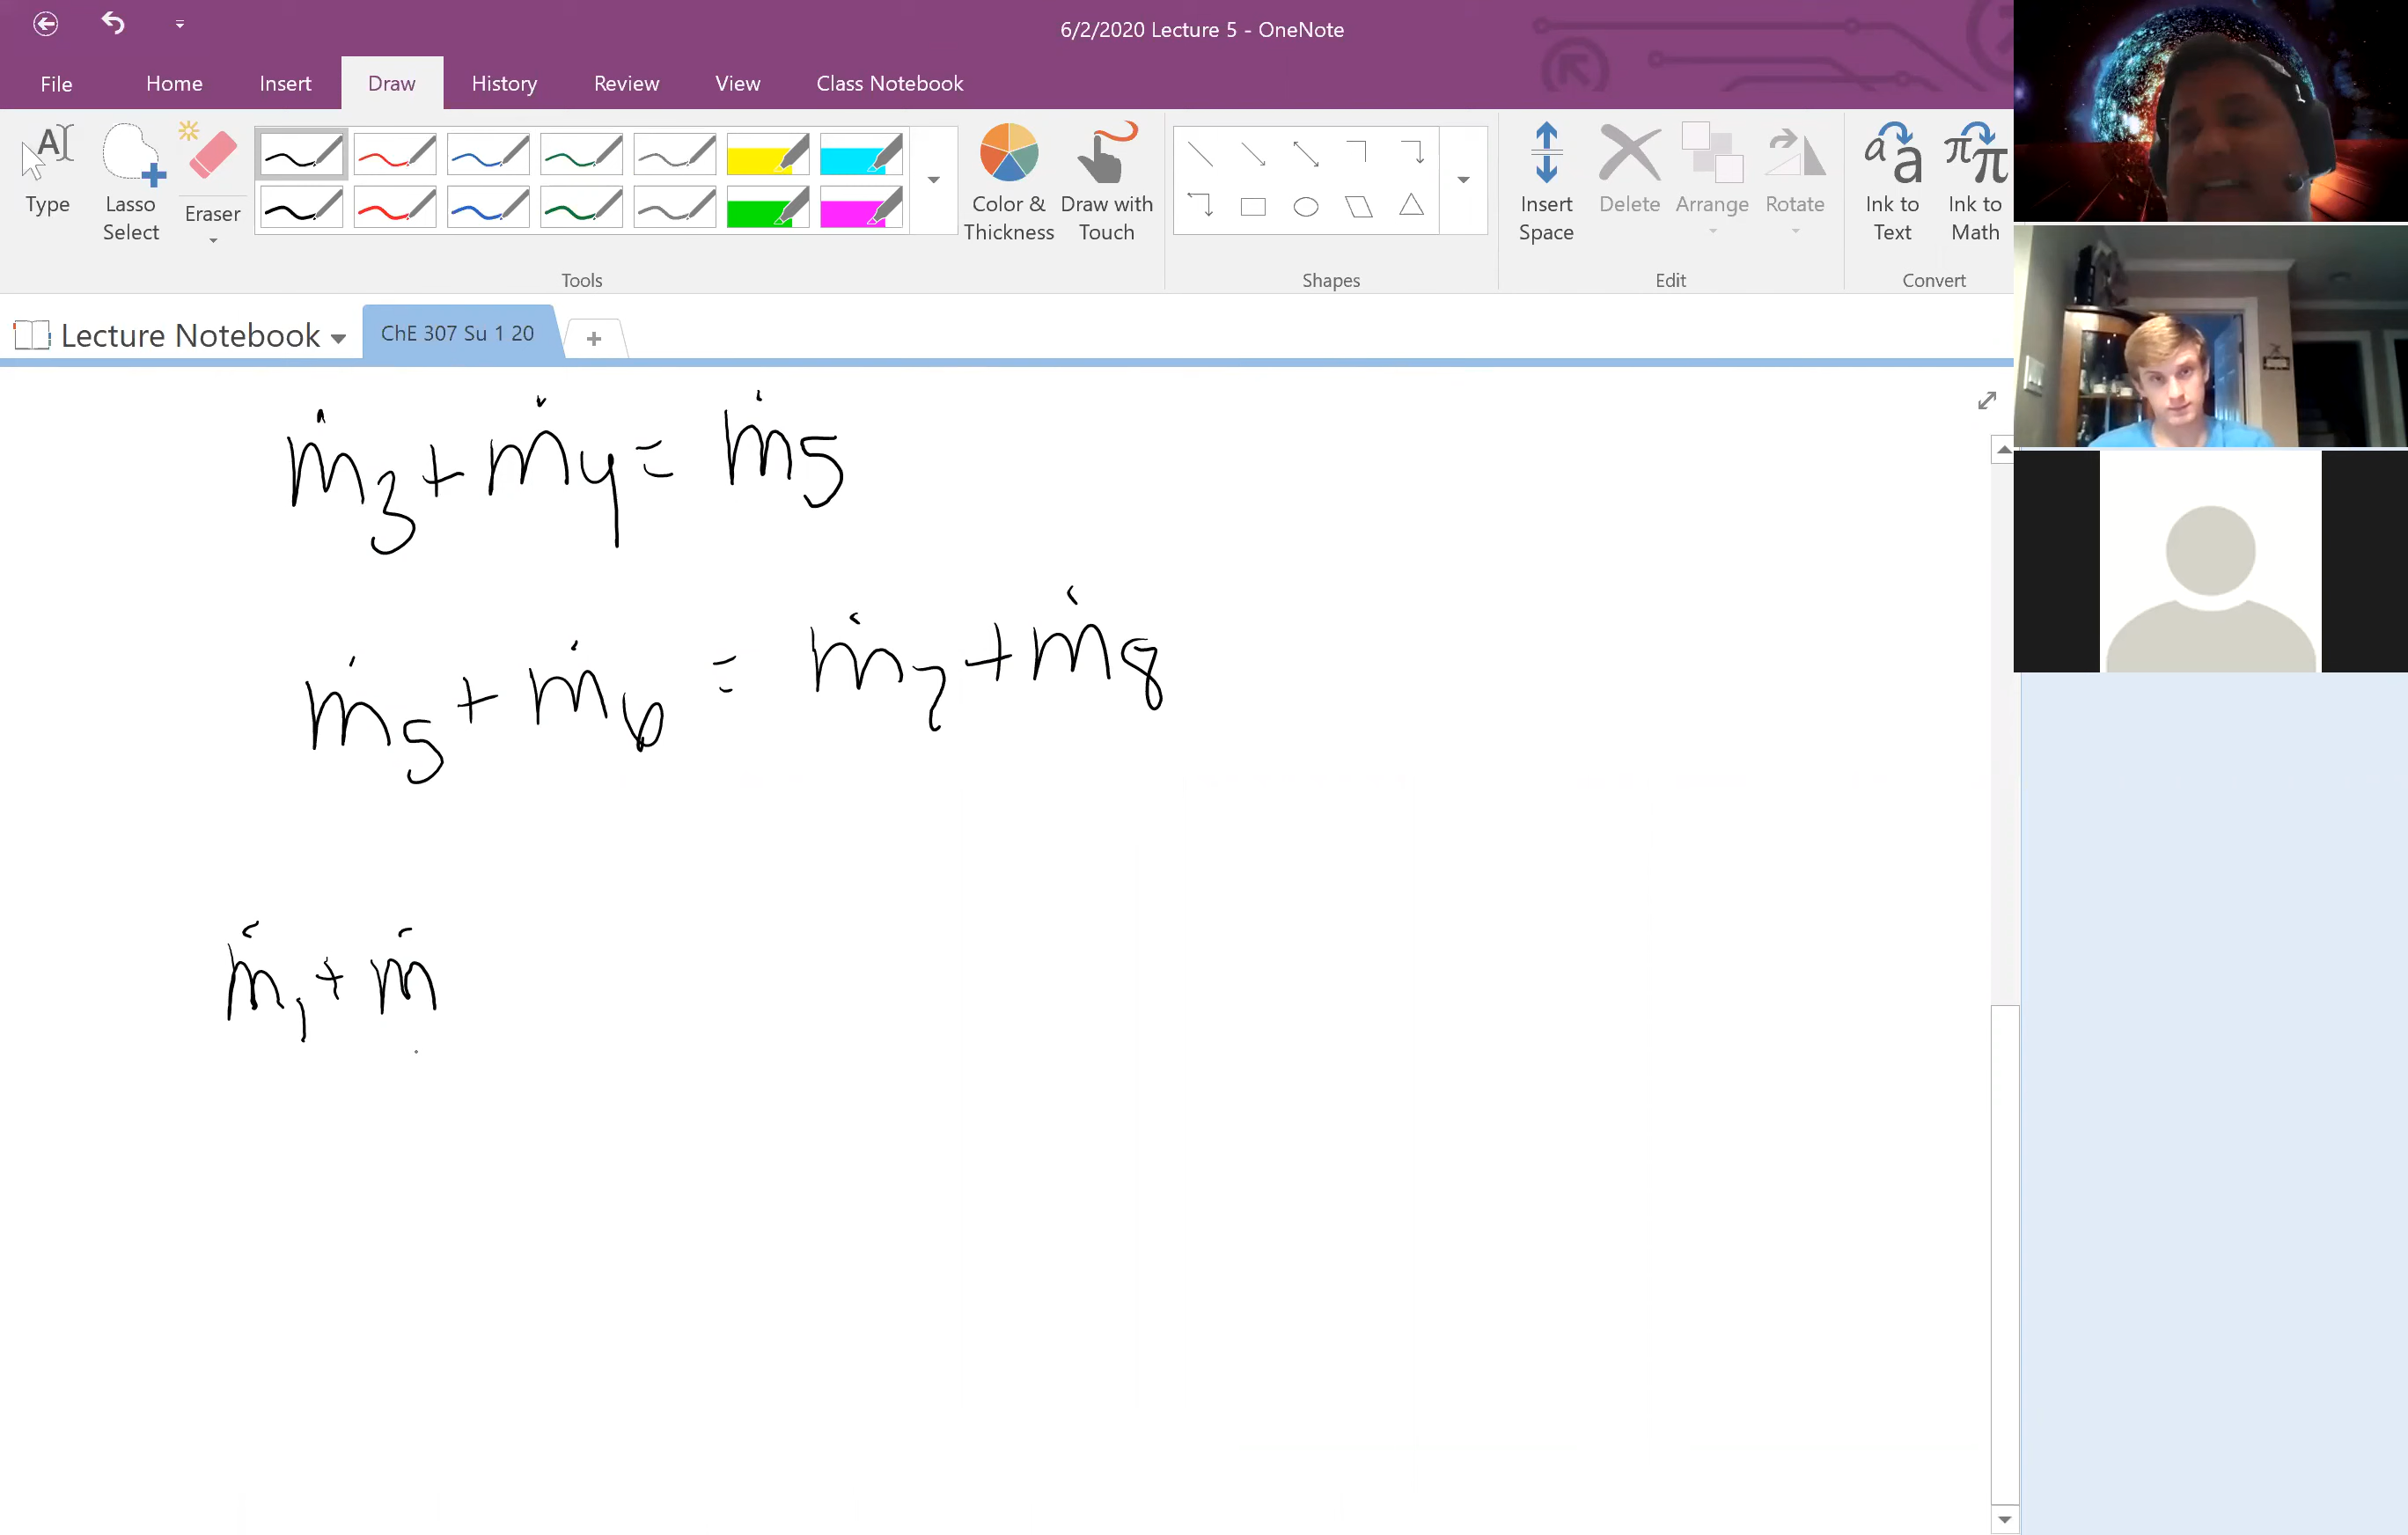 6/2/2020 Lecture 5 - OneNote
File Home Insert Draw History Review View Class Notebook
Type
Lasso Select
Eraser
Color & Thickness
Draw with Touch
Insert Space
Delete
Arrange
Rotate
Ink to Text
Ink to Math
Tools
Shapes
Edit
Convert
Lecture Notebook
ChE 307 Su 1 20
ṁ₃ + ṁ₄ = ṁ₅
ṁ₅ + ṁ₆ = ṁ₇ + ṁ₈
ṁ₁ + ṁ